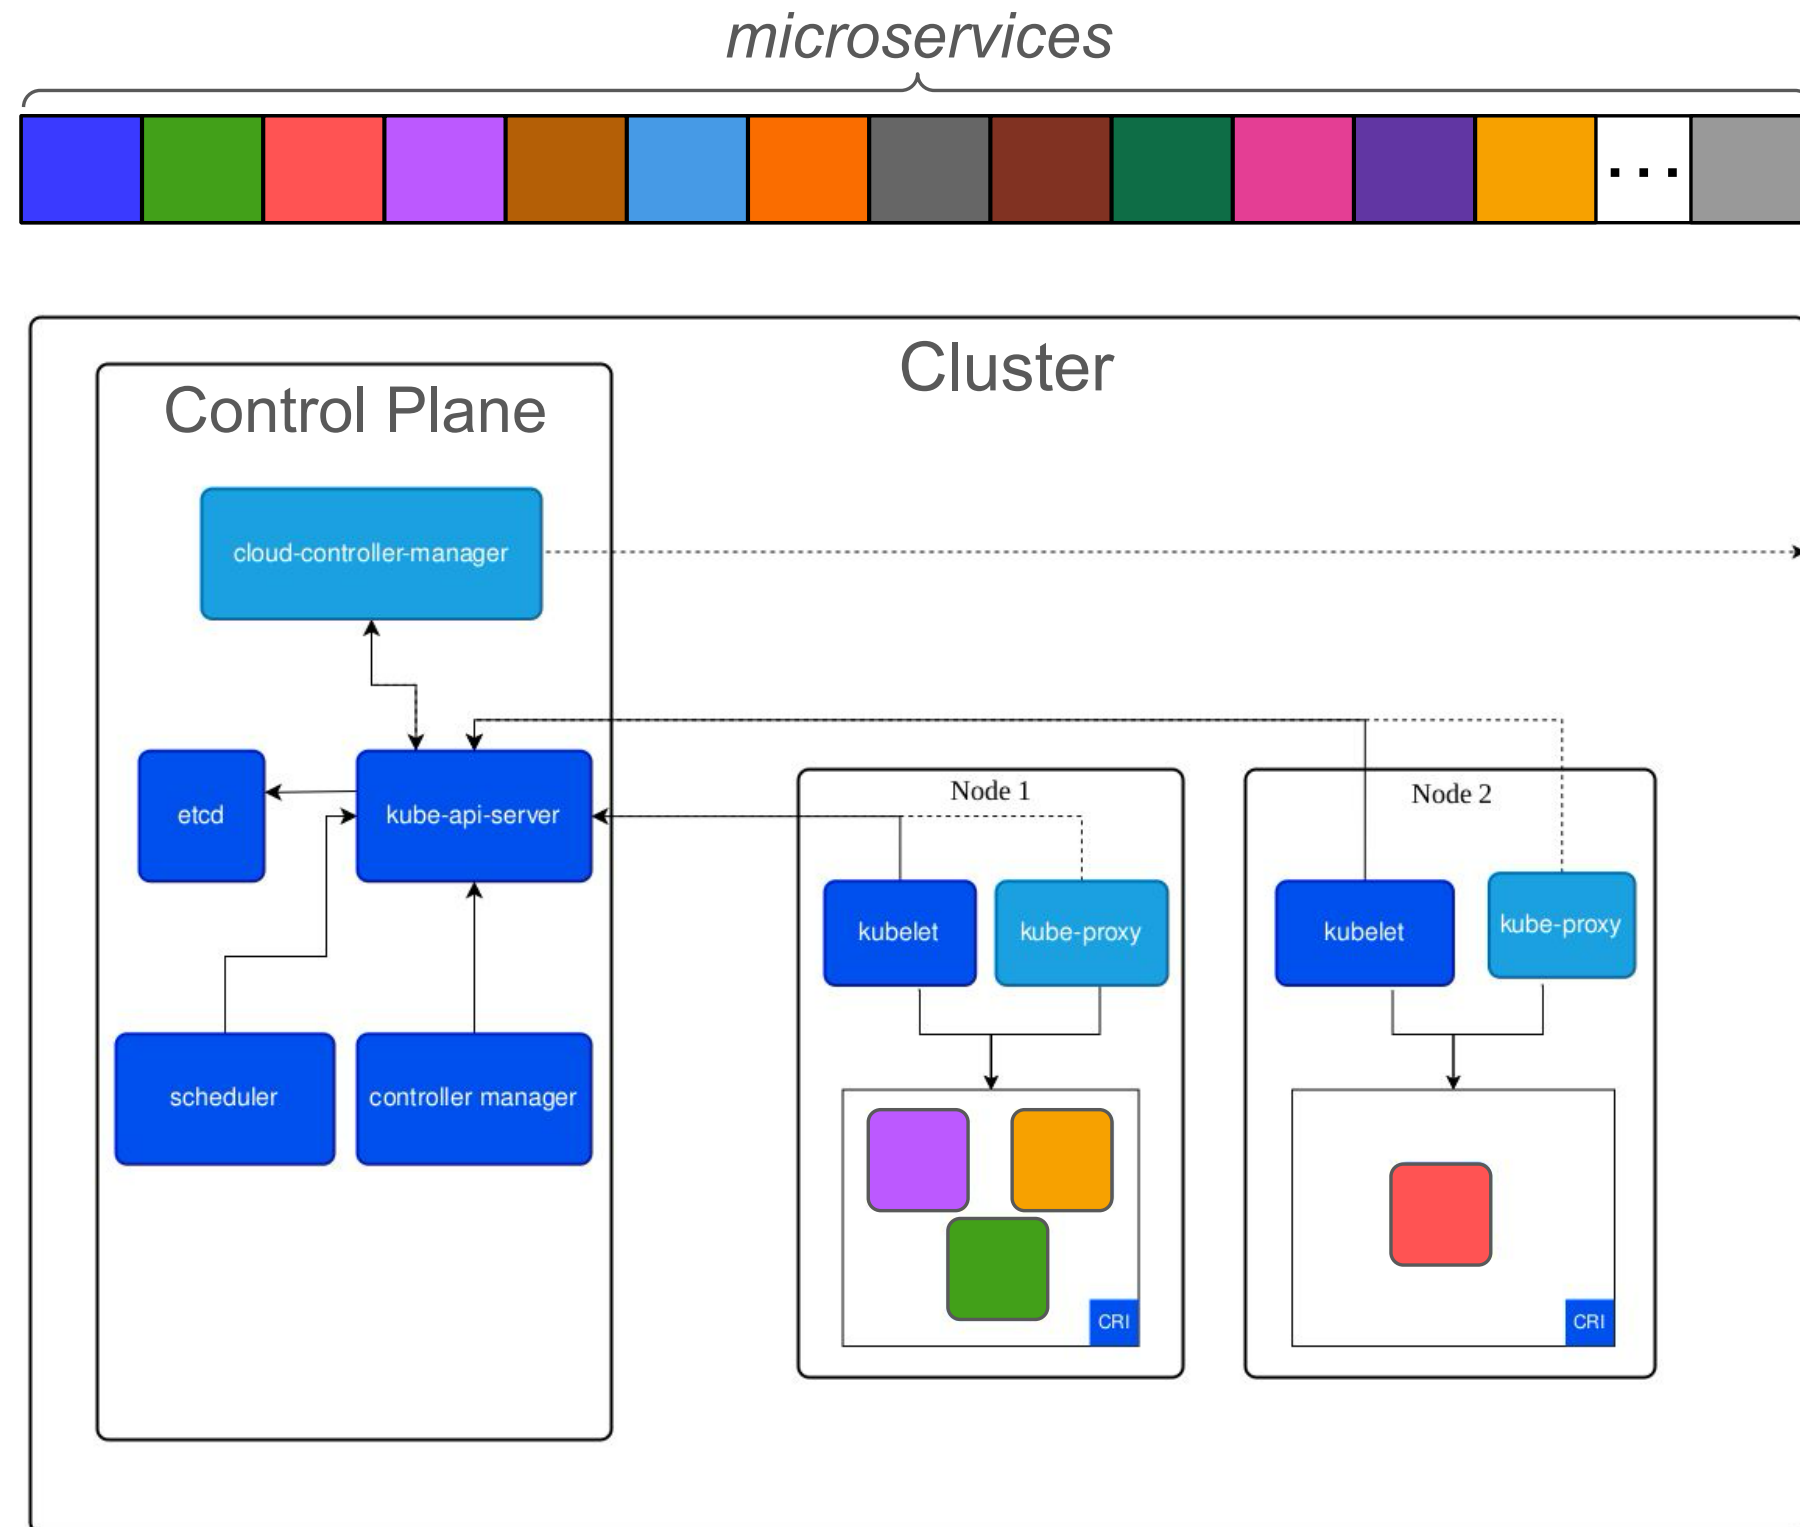 microservices
...
Cluster
Control Plane
cloud-controller-manager
etcd
kube-api-server
scheduler
controller manager
Node 1
kubelet
kube-proxy
CRI
Node 2
kubelet
kube-proxy
CRI